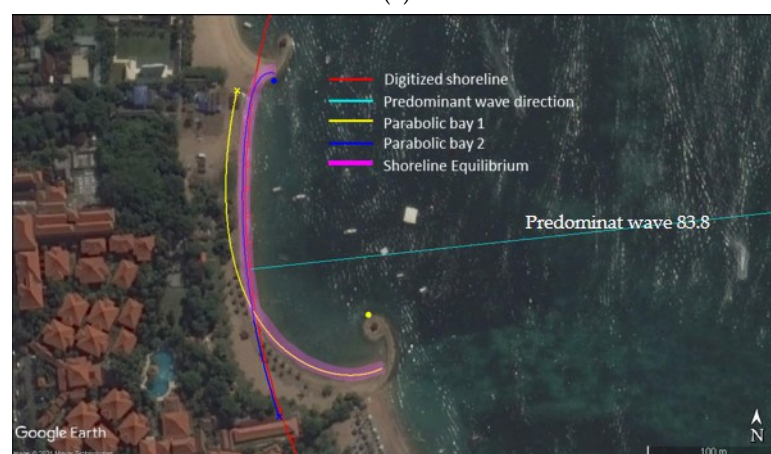 Digitized shoreline
Predominant wave direction
Parabolic bay 1
Parabolic bay 2
Shoreline Equilibrium
Predominat wave 83.8
Google Earth
N
100 m